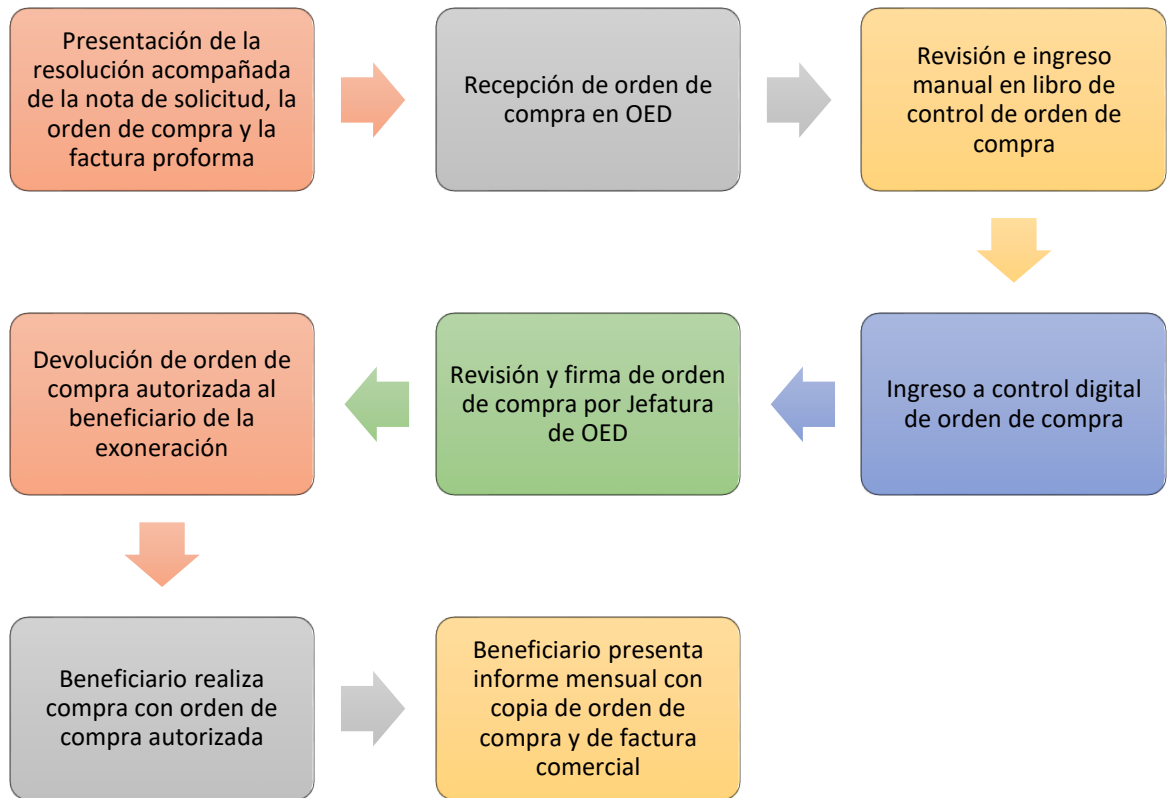 Presentación de la
resolución acompañada
de la nota de solicitud, la
orden de compra y la
factura proforma
Recepción de orden de
compra en OED
Revisión e ingreso
manual en libro de
control de orden de
compra
Ingreso a control digital
de orden de compra
Revisión y firma de orden
de compra por Jefatura
de OED
Devolución de orden de
compra autorizada al
beneficiario de la
exoneración
Beneficiario realiza
compra con orden de
compra autorizada
Beneficiario presenta
informe mensual con
copia de orden de
compra y de factura
comercial